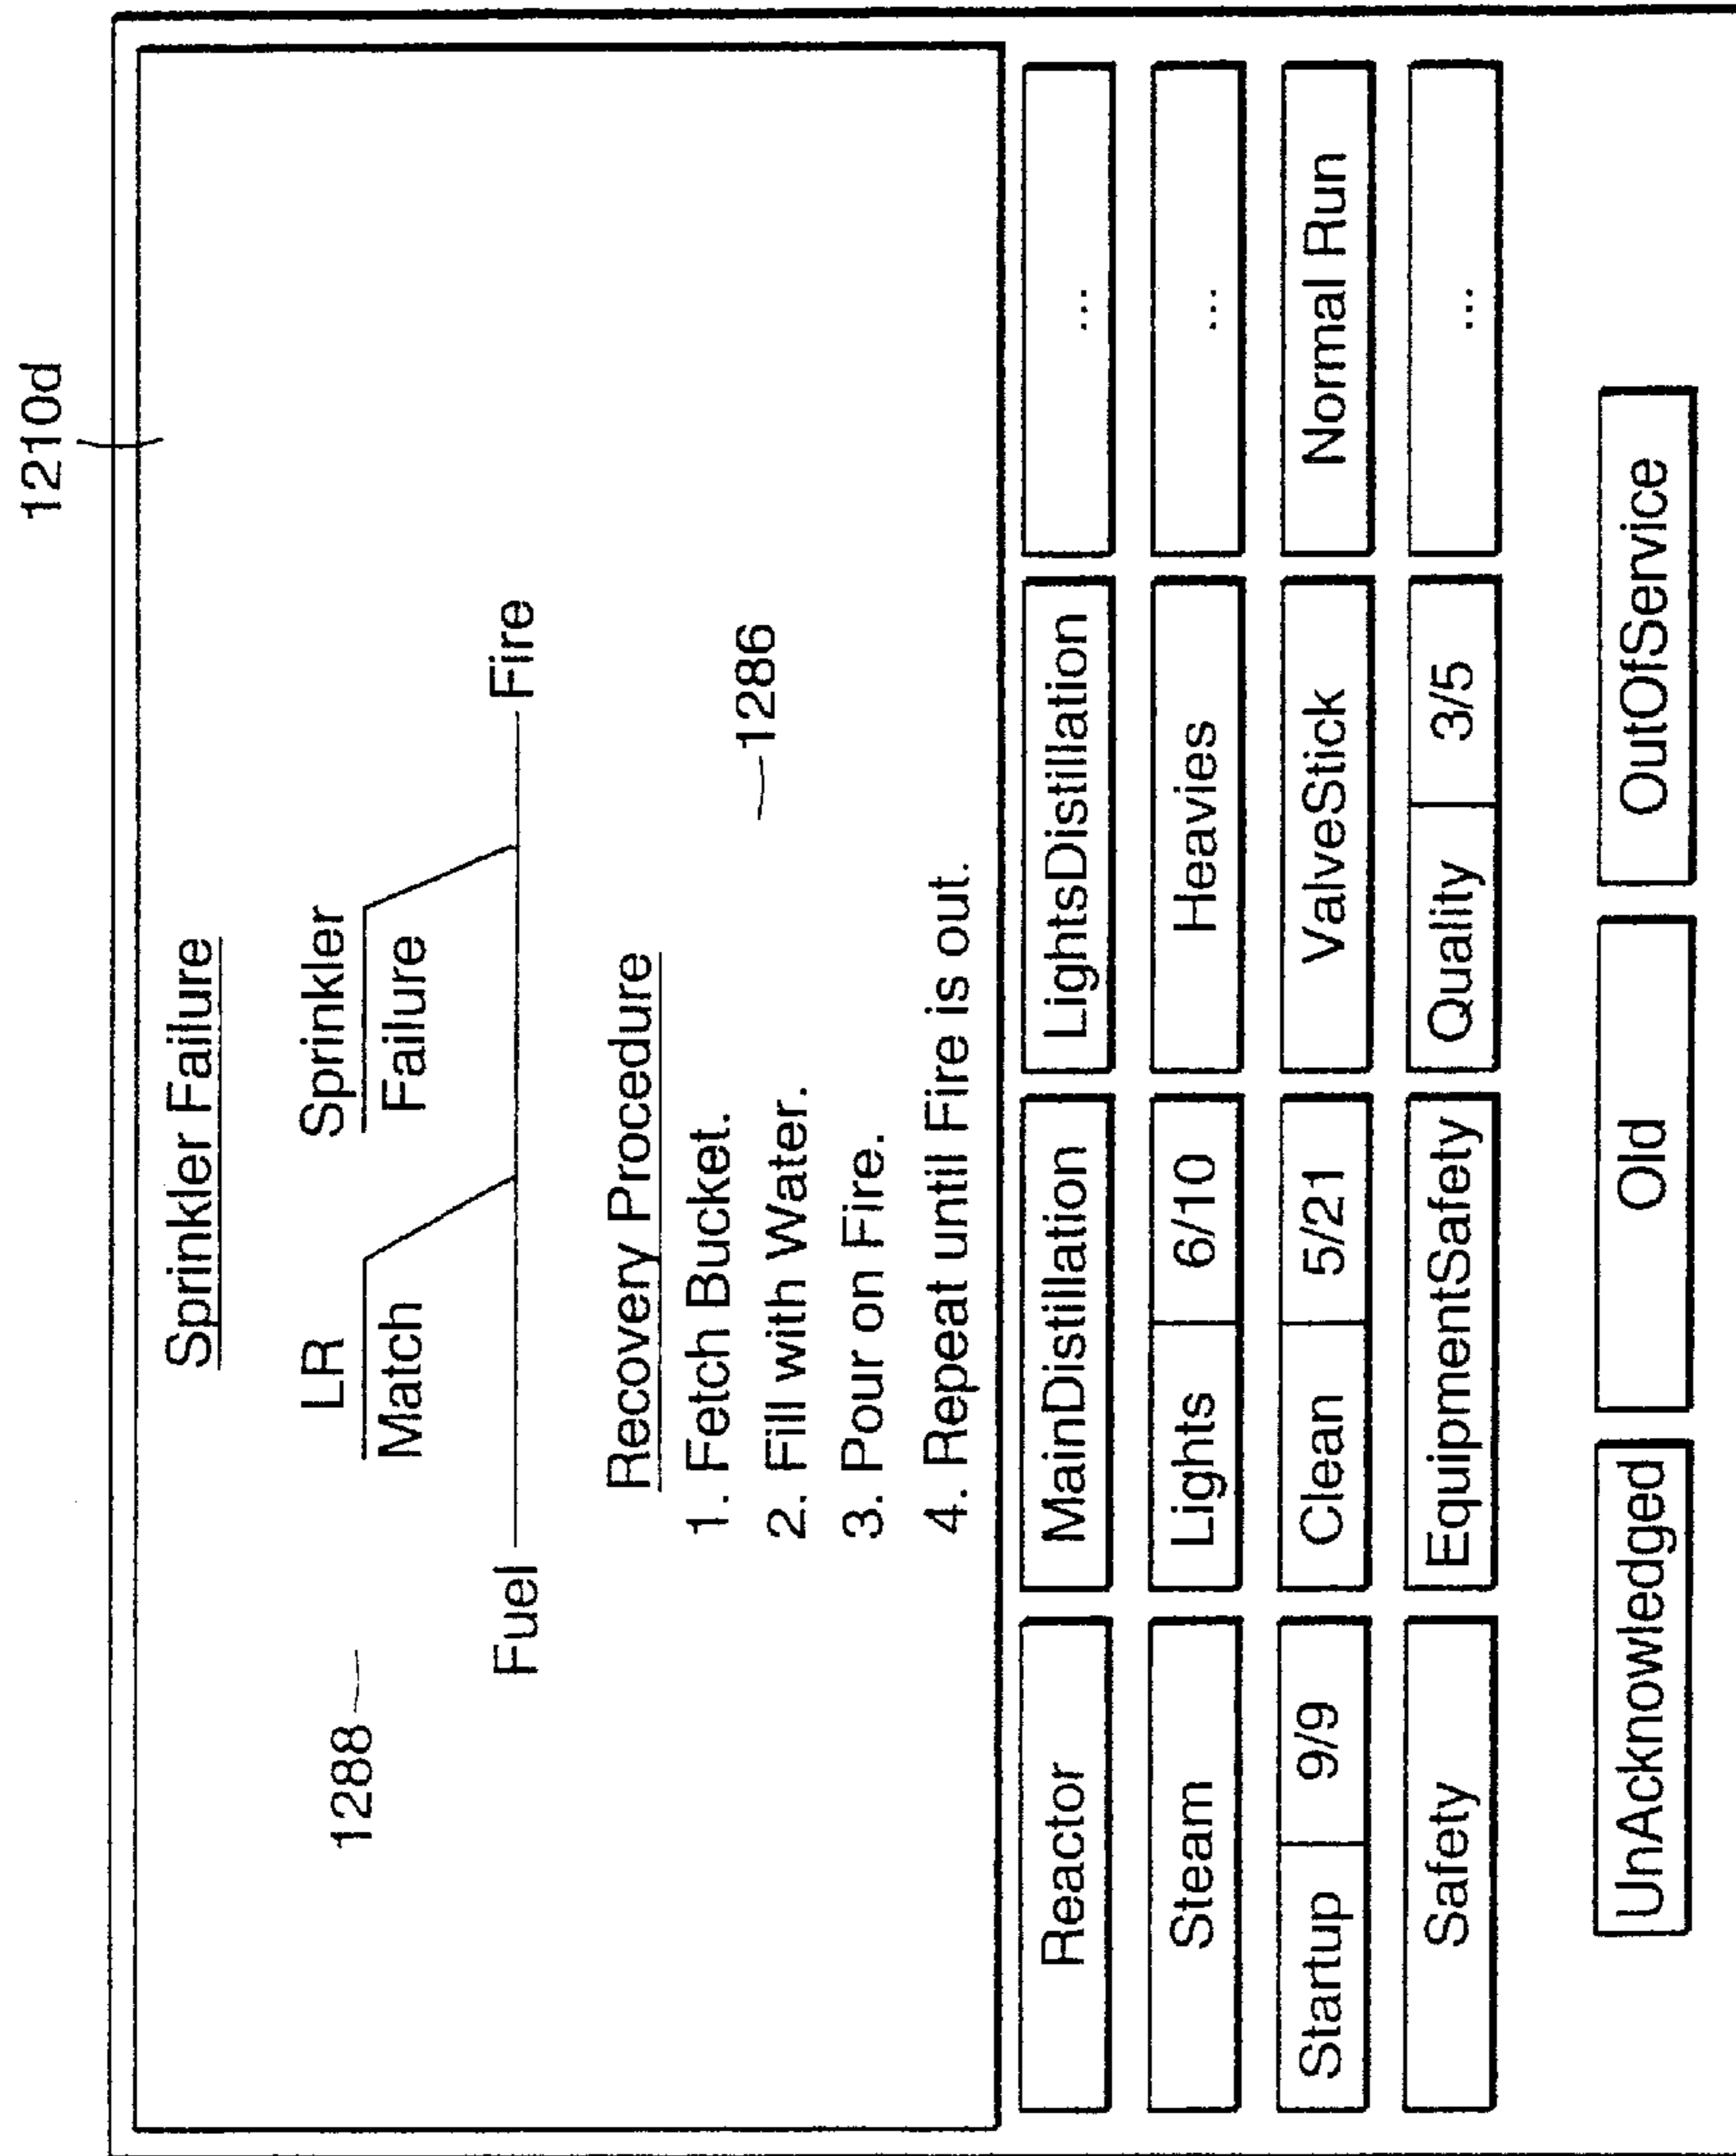 1210d
Sprinkler Failure
1288
LR
Match
Sprinkler
Failure
Fuel
Fire
Recovery Procedure
1. Fetch Bucket.
2. Fill with Water.
3. Pour on Fire.
4. Repeat until Fire is out.
1286
Reactor MainDistillation LightsDistillation ...
Steam Lights 6/10 Heavies ...
Startup 9/9 Clean 5/21 ValveStick Normal Run
Safety EquipmentSafety Quality 3/5 ...
UnAcknowledged Old OutOfService